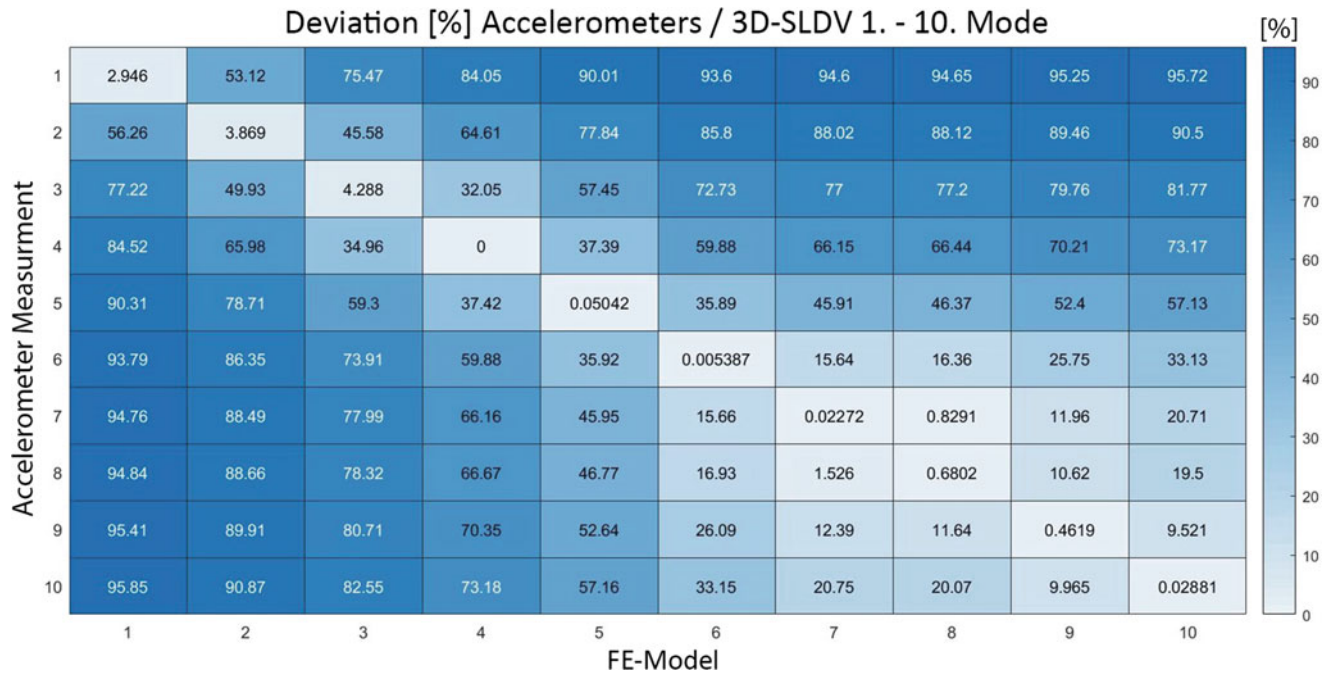 Deviation [%] Accelerometers / 3D-SLDV 1. - 10. Mode
[%]
1 2.946 53.12 75.47 84.05 90.01 93.6 94.6 94.65 95.25 95.72
2 56.26 3.869 45.58 64.61 77.84 85.8 88.02 88.12 89.46 90.5
3 77.22 49.93 4.288 32.05 57.45 72.73 77 77.2 79.76 81.77
4 84.52 65.98 34.96 0 37.39 59.88 66.15 66.44 70.21 73.17
5 90.31 78.71 59.3 37.42 0.05042 35.89 45.91 46.37 52.4 57.13
6 93.79 86.35 73.91 59.88 35.92 0.005387 15.64 16.36 25.75 33.13
7 94.76 88.49 77.99 66.16 45.95 15.66 0.02272 0.8291 11.96 20.71
8 94.84 88.66 78.32 66.67 46.77 16.93 1.526 0.6802 10.62 19.5
9 95.41 89.91 80.71 70.35 52.64 26.09 12.39 11.64 0.4619 9.521
10 95.85 90.87 82.55 73.18 57.16 33.15 20.75 20.07 9.965 0.02881
1 2 3 4 5 6 7 8 9 10
FE-Model
Accelerometer Measurment
90
80
70
60
50
40
30
20
10
0